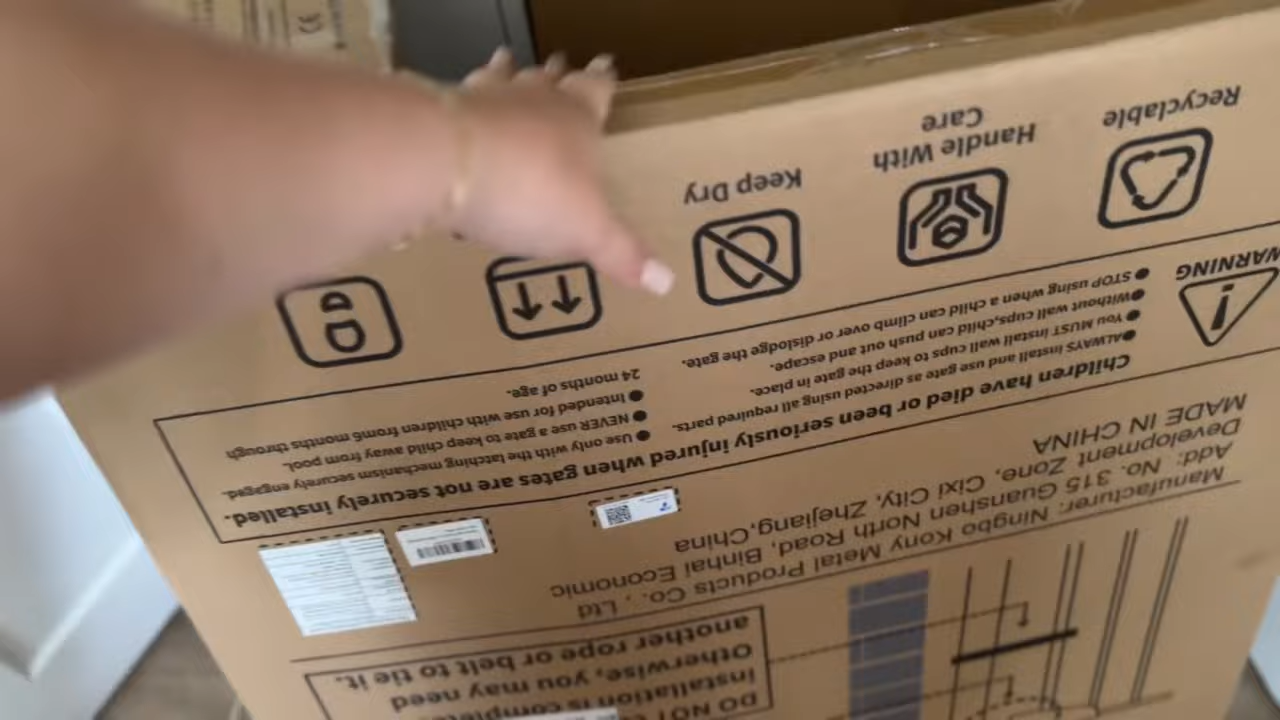 DO NOT
installation is complete.
Otherwise, you may need
another rope or belt to tie it.
Manufacturer: Ningbo Kony Metal Products Co., Ltd
Add: No. 315 Guanshen North Road, Binhai Economic
Development Zone, Cixi City, Zhejiang,China
MADE IN CHINA
WARNING
Children have died or been seriously injured when gates are not securely installed.
●ALWAYS install and use gate as directed using all required parts.
●You MUST install wall cups to keep the gate in place.
●Without wall cups,child can push out and escape.
●STOP using when a child can climb over or dislodge the gate.
●Use only with the latching mechanism securely engaged.
●NEVER use a gate to keep child away from pool.
●Intended for use with children from6 months through
24 months of age.
Recyclable
Handle With
Care
Keep Dry
CE